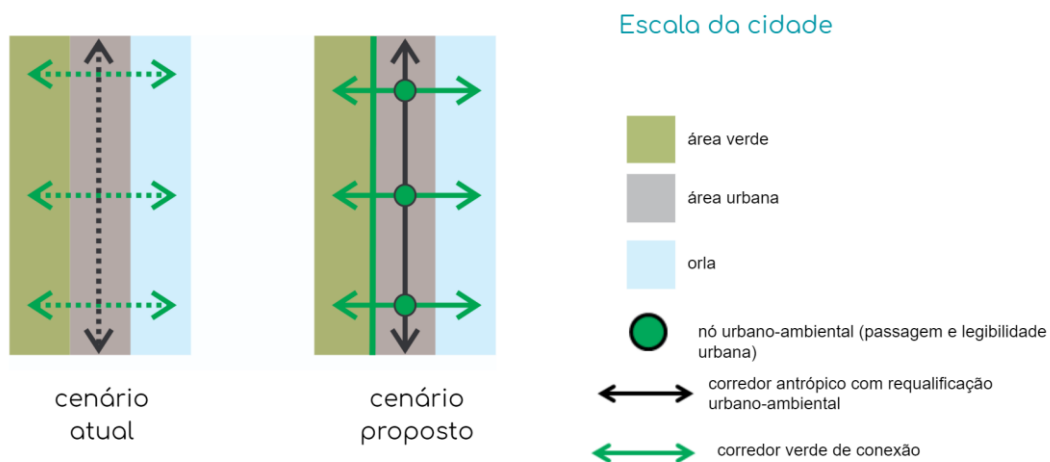 Escala da cidade
cenário
atual
cenário
proposto
área verde
área urbana
orla
nó urbano-ambiental (passagem e legibilidade
urbana)
corredor antrópico com requalificação
urbano-ambiental
corredor verde de conexão